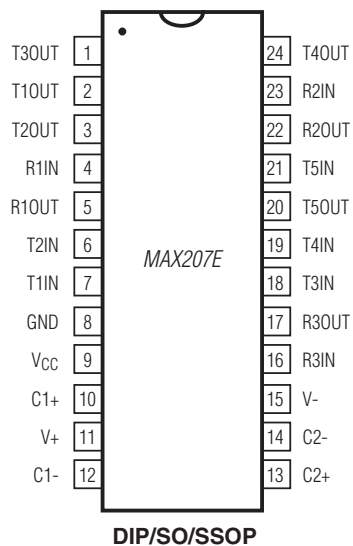 T3OUT 1 24 T4OUT
T1OUT 2 23 R2IN
T2OUT 3 22 R2OUT
R1IN 4 21 T5IN
R1OUT 5 20 T5OUT
T2IN 6 19 T4IN
MAX207E
T1IN 7 18 T3IN
GND 8 17 R3OUT
VCC 9 16 R3IN
C1+ 10 15 V-
V+ 11 14 C2-
C1- 12 13 C2+
DIP/SO/SSOP